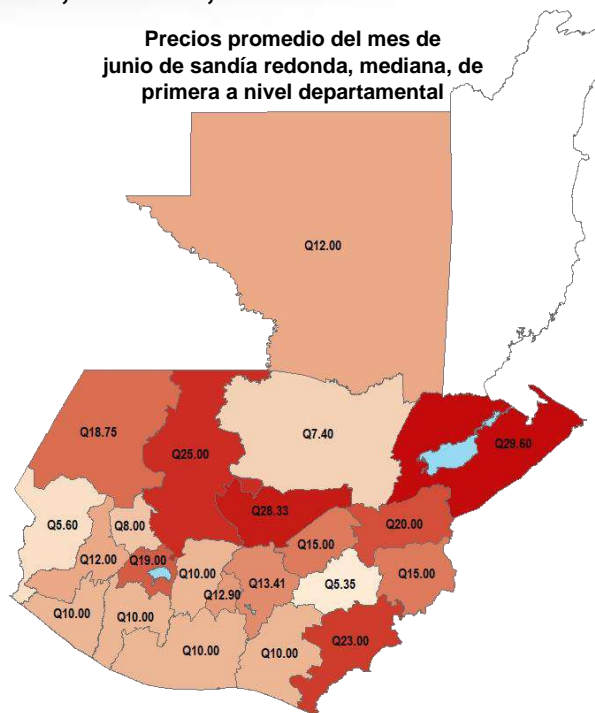 Precios promedio del mes de
junio de sandía redonda, mediana, de
primera a nivel departamental
Q12.00
Q18.75
Q25.00
Q7.40
Q29.60
Q5.60
Q8.00
Q28.33
Q20.00
Q12.00
Q19.00
Q10.00
Q13.41
Q15.00
Q15.00
Q12.90
Q5.35
Q10.00
Q10.00
Q10.00
Q10.00
Q23.00